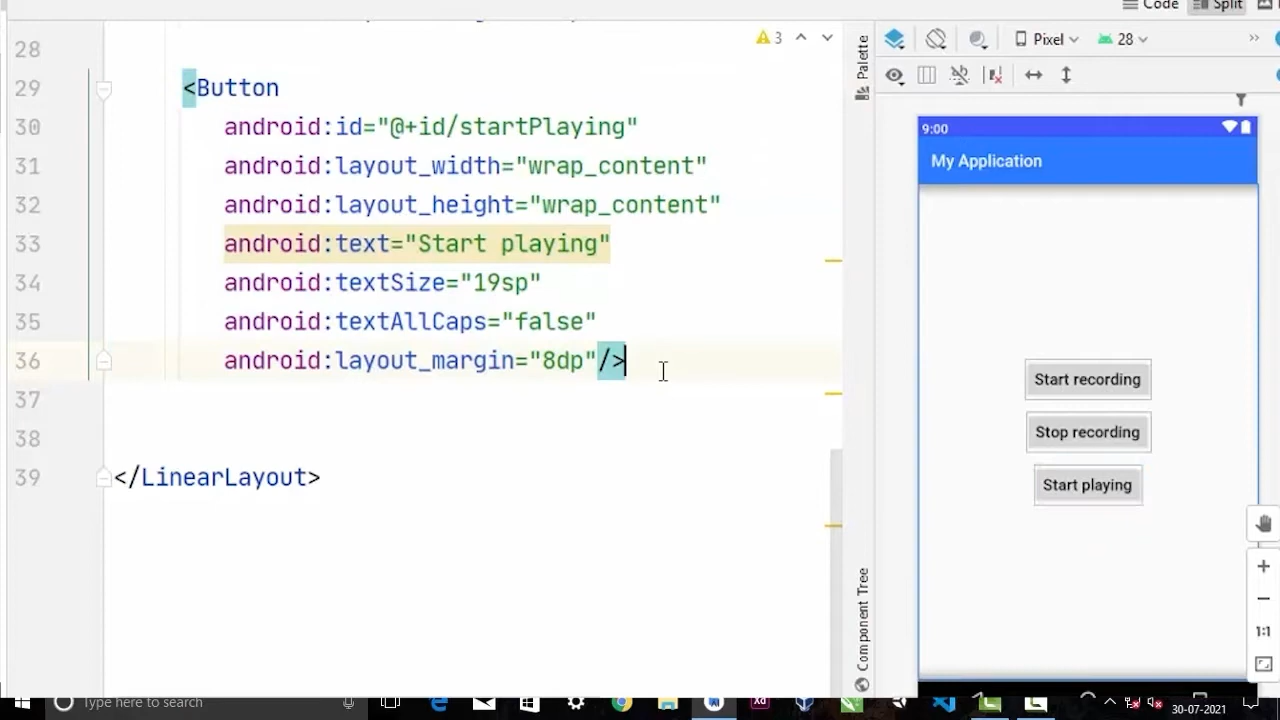 Code
Split
28
3
29 <Button
30 android:id="@+id/startPlaying"
31 android:layout_width="wrap_content"
32 android:layout_height="wrap_content"
33 android:text="Start playing"
34 android:textSize="19sp"
35 android:textAllCaps="false"
36 android:layout_margin="8dp"/>
37
38
39 </LinearLayout>
Palette
Component Tree
Pixel
28
9:00
My Application
Start recording
Stop recording
Start playing
1:1
Type here to search
Xd
30-07-2021